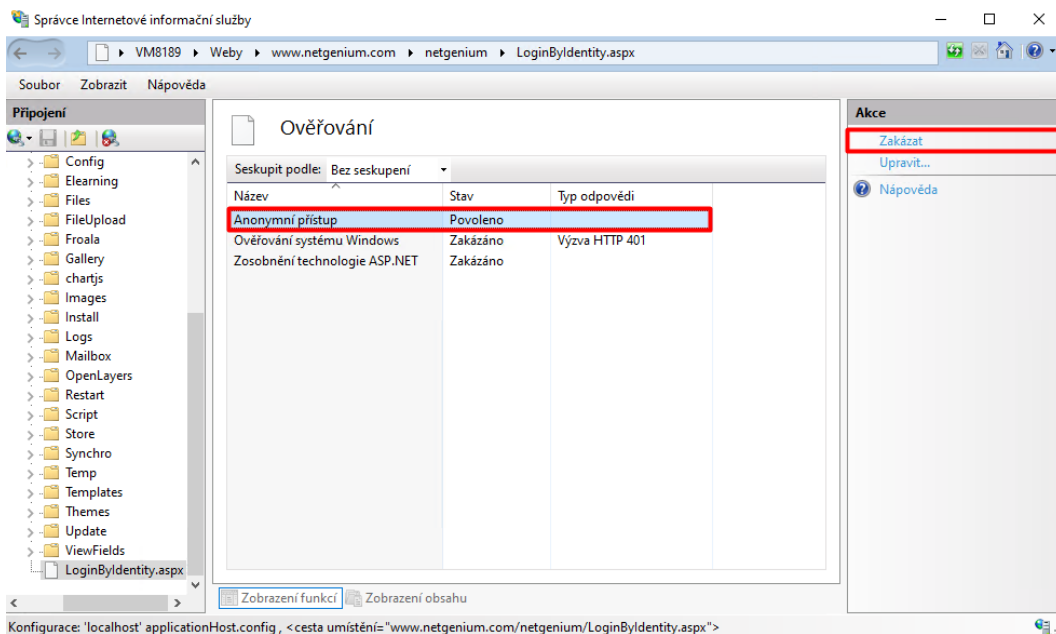 Správce Internetové informační služby
VM8189 Weby www.netgenium.com netgenium LoginByIdentity.aspx
Soubor Zobrazit Nápověda
Připojení
Config
Elearning
Files
FileUpload
Froala
Gallery
chartjs
Images
Install
Logs
Mailbox
OpenLayers
Restart
Script
Store
Synchro
Temp
Templates
Themes
Update
ViewFields
LoginByIdentity.aspx
Ověřování
Seskupit podle: Bez seskupení
Název Stav Typ odpovědi
Anonymní přístup Povoleno
Ověřování systému Windows Zakázáno Výzva HTTP 401
Zosobnění technologie ASP.NET Zakázáno
Zobrazení funkcí Zobrazení obsahu
Akce
Zakázat
Upravit...
Nápověda
Konfigurace: 'localhost' applicationHost.config , <cesta umístění="www.netgenium.com/netgenium/LoginByIdentity.aspx">